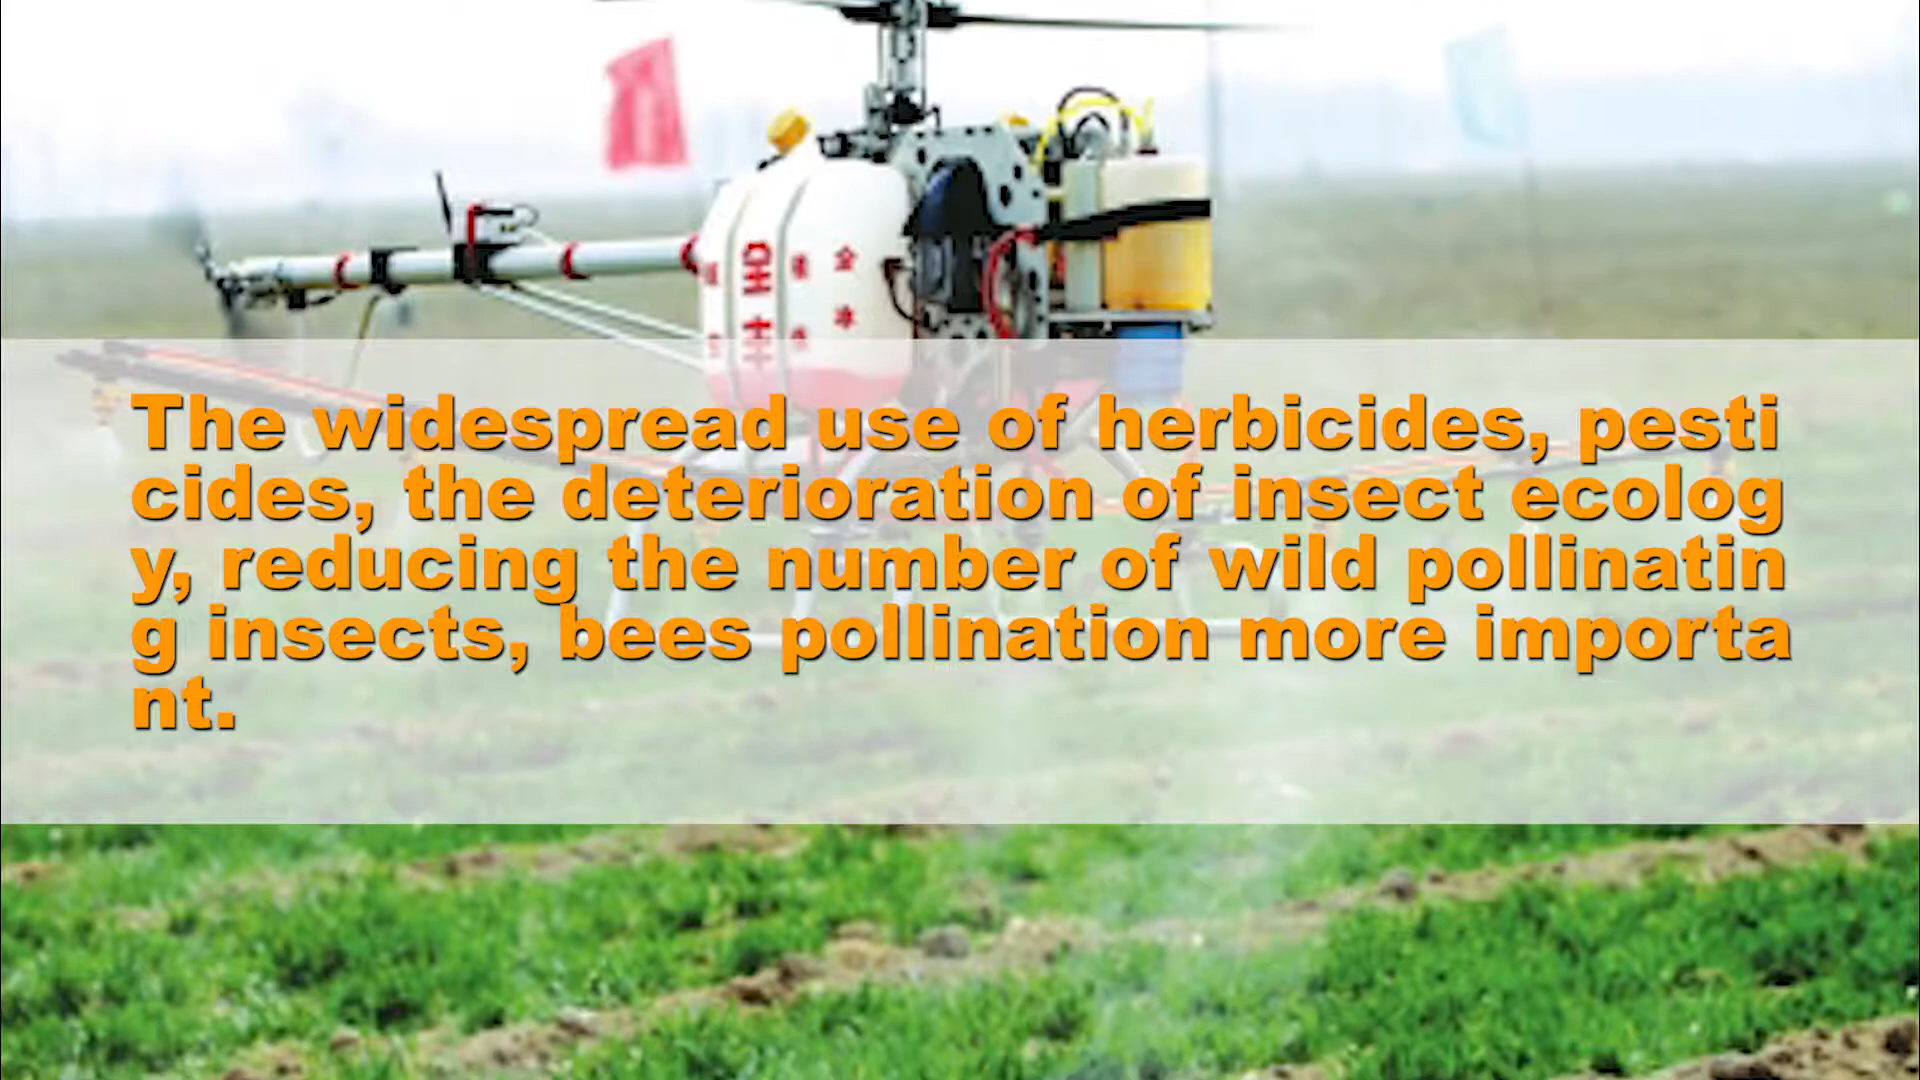 The widespread use of herbicides, pesti
cides, the deterioration of insect ecolog
y, reducing the number of wild pollinatin
g insects, bees pollination more importa
nt.